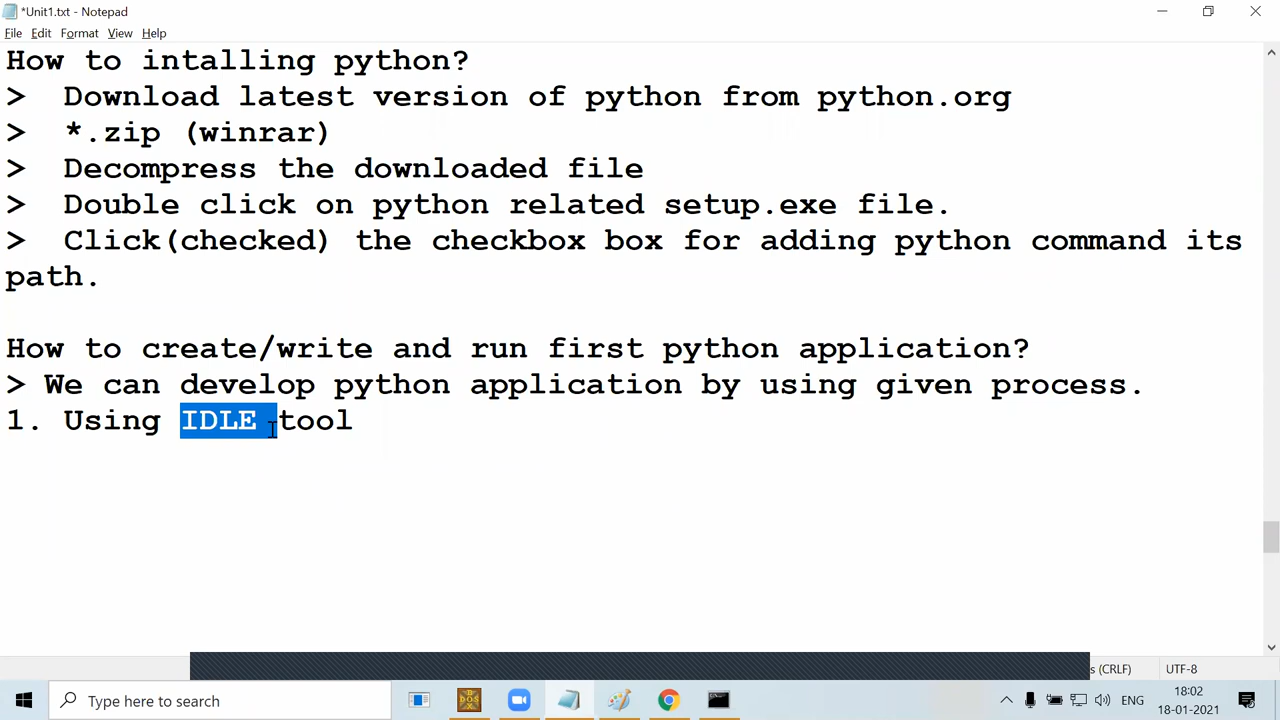 *Unit1.txt - Notepad
File Edit Format View Help
How to intalling python?
> Download latest version of python from python.org
> *.zip (winrar)
> Decompress the downloaded file
> Double click on python related setup.exe file.
> Click(checked) the checkbox box for adding python command its
path.
How to create/write and run first python application?
> We can develop python application by using given process.
1. Using IDLE tool
(CRLF) UTF-8
Type here to search
DOS
ENG
18:02
18-01-2021